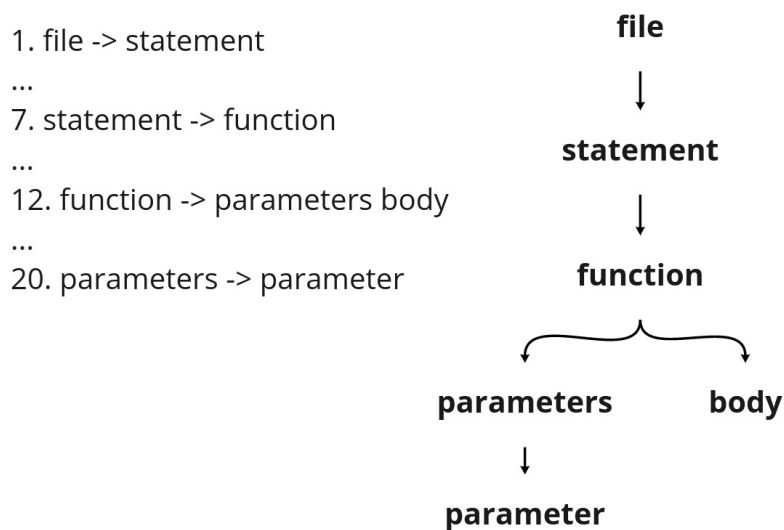 1. file -> statement
...
7. statement -> function
...
12. function -> parameters body
...
20. parameters -> parameter
file
statement
function
parameters body
parameter